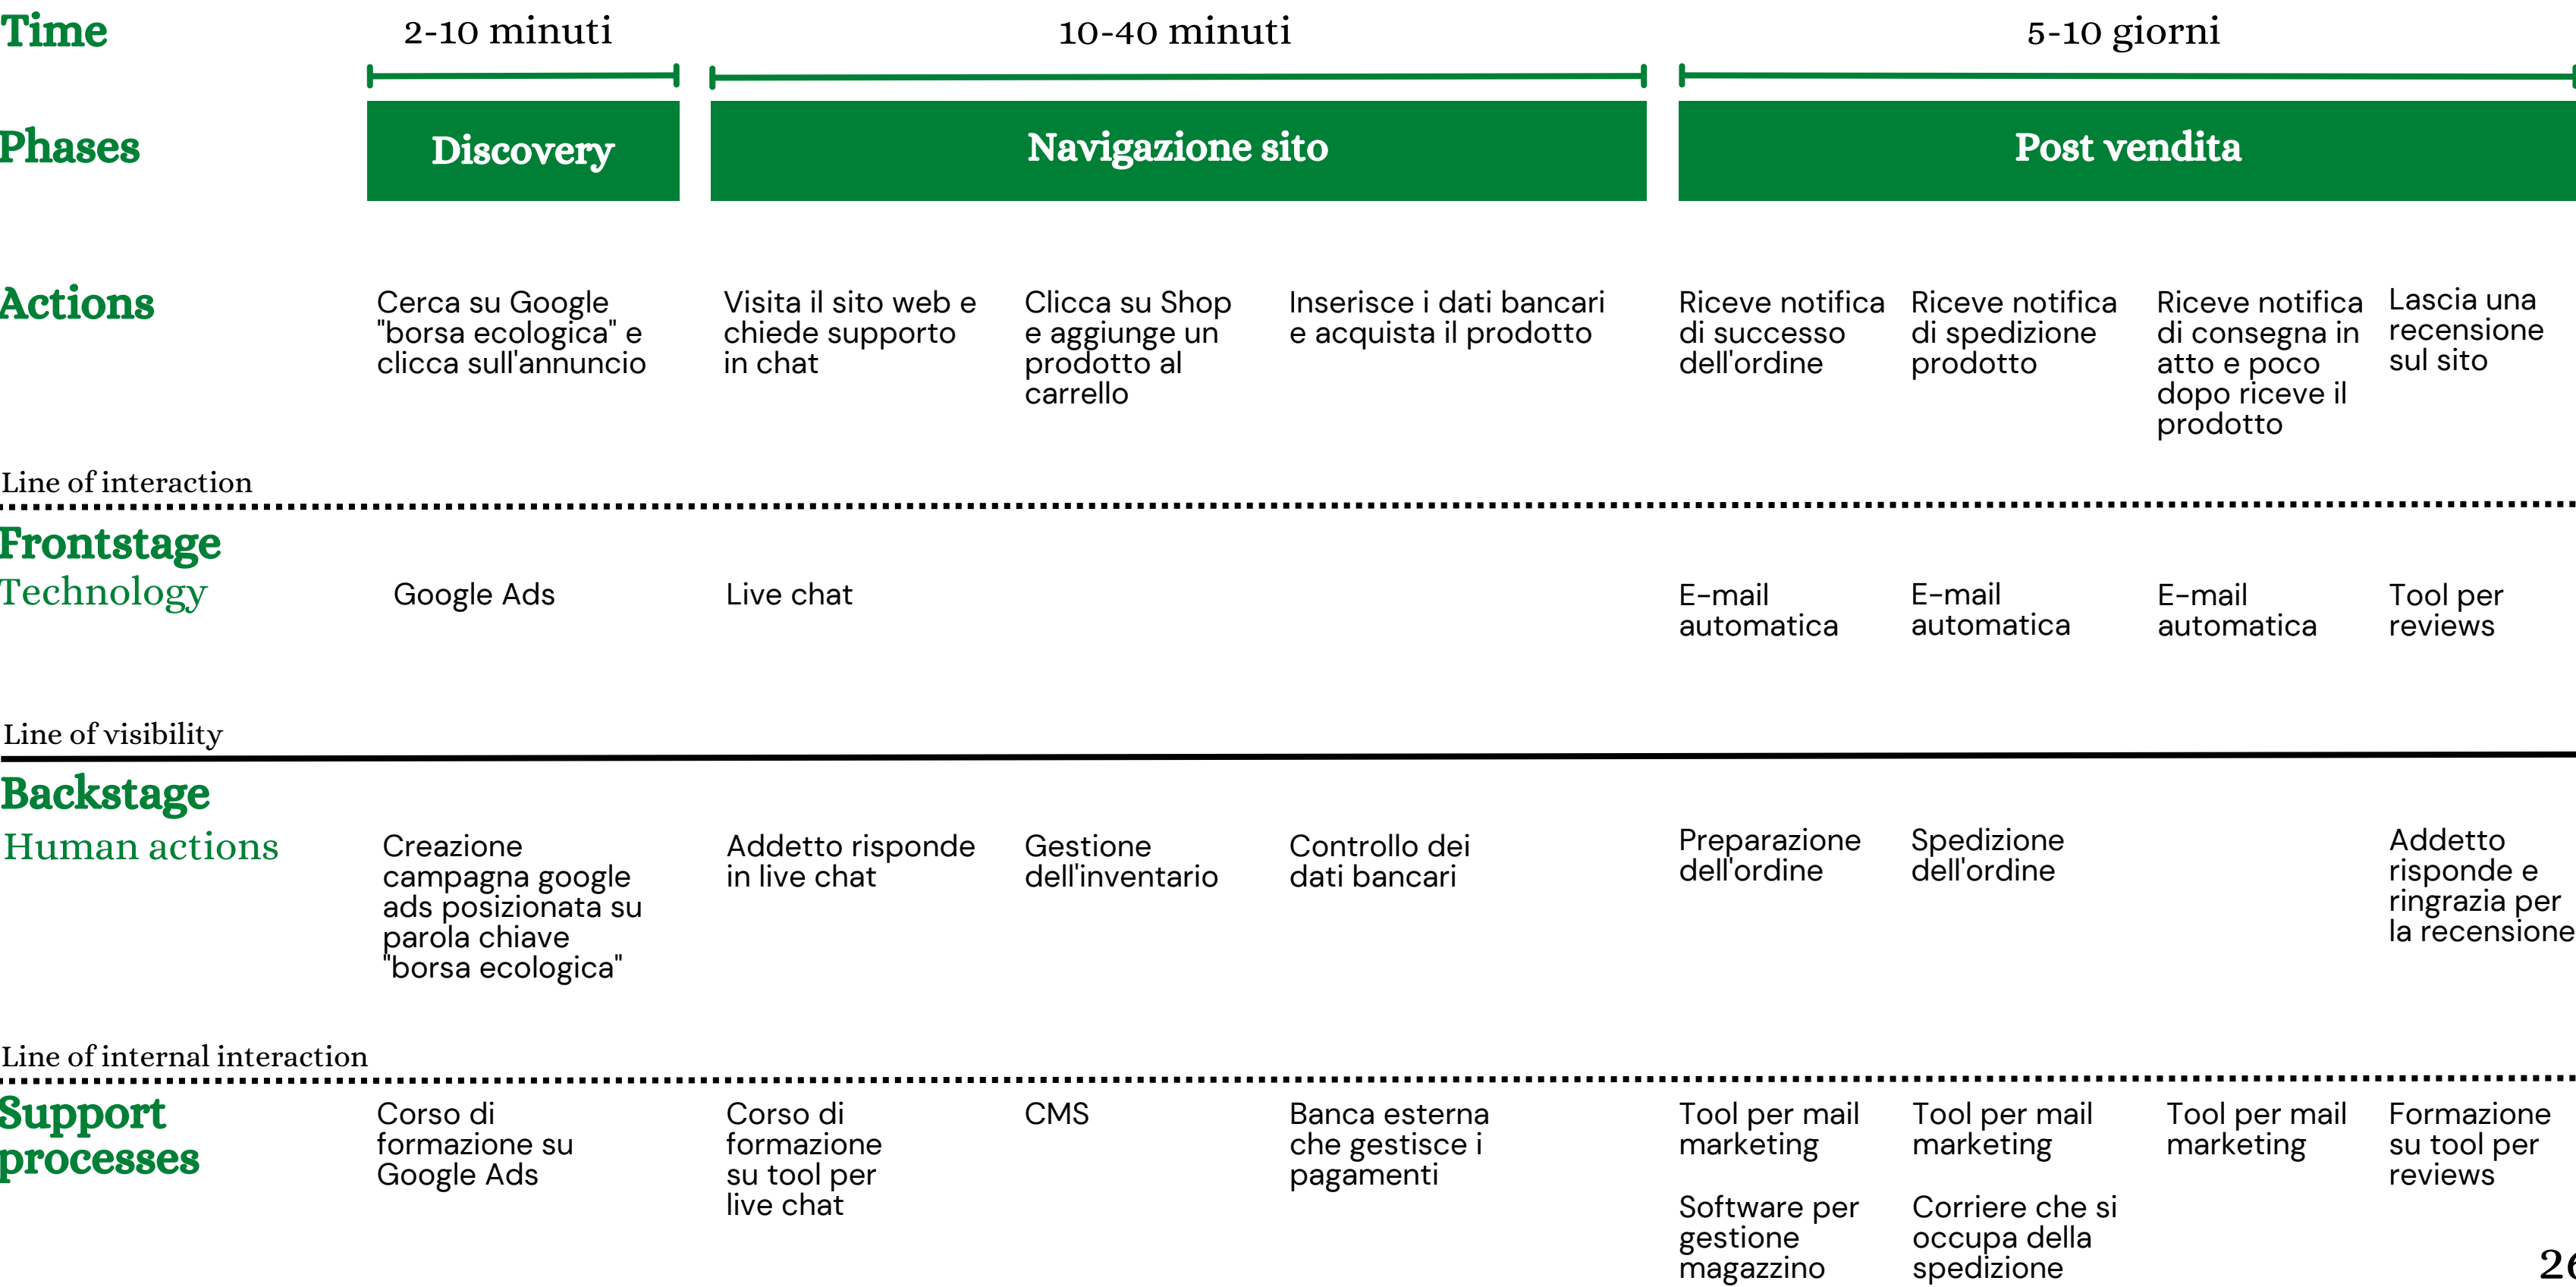 Time
2-10 minuti
10-40 minuti
5-10 giorni
Phases
Discovery
Navigazione sito
Post vendita
Actions
Cerca su Google
"borsa ecologica" e
clicca sull'annuncio
Visita il sito web e
chiede supporto
in chat
Clicca su Shop
e aggiunge un
prodotto al
carrello
Inserisce i dati bancari
e acquista il prodotto
Riceve notifica
di successo
dell'ordine
Riceve notifica
di spedizione
prodotto
Riceve notifica
di consegna in
atto e poco
dopo riceve il
prodotto
Lascia una
recensione
sul sito
Line of interaction
Frontstage
Technology
Google Ads
Live chat
E-mail
automatica
E-mail
automatica
E-mail
automatica
Tool per
reviews
Line of visibility
Backstage
Human actions
Creazione
campagna google
ads posizionata su
parola chiave
"borsa ecologica"
Addetto risponde
in live chat
Gestione
dell'inventario
Controllo dei
dati bancari
Preparazione
dell'ordine
Spedizione
dell'ordine
Addetto
risponde e
ringrazia per
la recensione
Line of internal interaction
Support
processes
Corso di
formazione su
Google Ads
Corso di
formazione
su tool per
live chat
CMS
Banca esterna
che gestisce i
pagamenti
Tool per mail
marketing
Software per
gestione
magazzino
Tool per mail
marketing
Corriere che si
occupa della
spedizione
Tool per mail
marketing
Formazione
su tool per
reviews